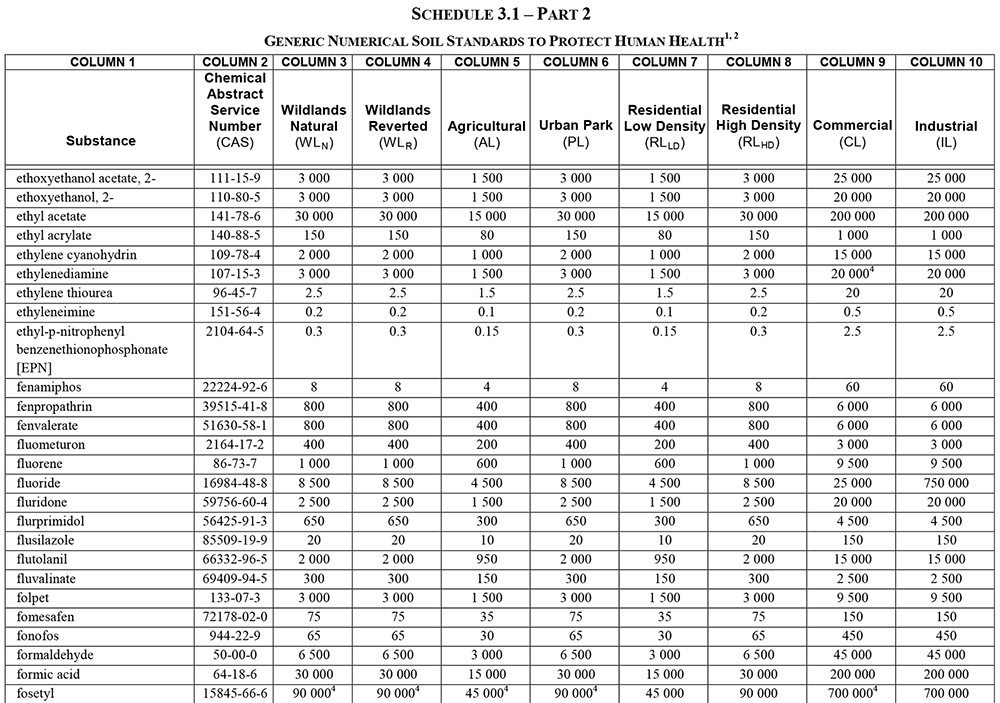 SCHEDULE 3.1 – PART 2
GENERIC NUMERICAL SOIL STANDARDS TO PROTECT HUMAN HEALTH1, 2
COLUMN 1 COLUMN 2 COLUMN 3 COLUMN 4 COLUMN 5 COLUMN 6 COLUMN 7 COLUMN 8 COLUMN 9 COLUMN 10
Substance Chemical Abstract Service Number (CAS) Wildlands Natural (WLN) Wildlands Reverted (WLR) Agricultural (AL) Urban Park (PL) Residential Low Density (RLLD) Residential High Density (RLHD) Commercial (CL) Industrial (IL)
ethoxyethanol acetate, 2- 111-15-9 3 000 3 000 1 500 3 000 1 500 3 000 25 000 25 000
ethoxyethanol, 2- 110-80-5 3 000 3 000 1 500 3 000 1 500 3 000 20 000 20 000
ethyl acetate 141-78-6 30 000 30 000 15 000 30 000 15 000 30 000 200 000 200 000
ethyl acrylate 140-88-5 150 150 80 150 80 150 1 000 1 000
ethylene cyanohydrin 109-78-4 2 000 2 000 1 000 2 000 1 000 2 000 15 000 15 000
ethylenediamine 107-15-3 3 000 3 000 1 500 3 000 1 500 3 000 20 0004 20 000
ethylene thiourea 96-45-7 2.5 2.5 1.5 2.5 1.5 2.5 20 20
ethyleneimine 151-56-4 0.2 0.2 0.1 0.2 0.1 0.2 0.5 0.5
ethyl-p-nitrophenyl 2104-64-5 0.3 0.3 0.15 0.3 0.15 0.3 2.5 2.5
benzenethionophosphonate
[EPN]
fenamiphos 22224-92-6 8 8 4 8 4 8 60 60
fenpropathrin 39515-41-8 800 800 400 800 400 800 6 000 6 000
fenvalerate 51630-58-1 800 800 400 800 400 800 6 000 6 000
fluometuron 2164-17-2 400 400 200 400 200 400 3 000 3 000
fluorene 86-73-7 1 000 1 000 600 1 000 600 1 000 9 500 9 500
fluoride 16984-48-8 8 500 8 500 4 500 8 500 4 500 8 500 25 000 750 000
fluridone 59756-60-4 2 500 2 500 1 500 2 500 1 500 2 500 20 000 20 000
flurprimidol 56425-91-3 650 650 300 650 300 650 4 500 4 500
flusilazole 85509-19-9 20 20 10 20 10 20 150 150
flutolanil 66332-96-5 2 000 2 000 950 2 000 950 2 000 15 000 15 000
fluvalinate 69409-94-5 300 300 150 300 150 300 2 500 2 500
folpet 133-07-3 3 000 3 000 1 500 3 000 1 500 3 000 9 500 9 500
fomesafen 72178-02-0 75 75 35 75 35 75 150 150
fonofos 944-22-9 65 65 30 65 30 65 450 450
formaldehyde 50-00-0 6 500 6 500 3 000 6 500 3 000 6 500 45 000 45 000
formic acid 64-18-6 30 000 30 000 15 000 30 000 15 000 30 000 200 000 200 000
fosetyl 15845-66-6 90 0004 90 0004 45 0004 90 0004 45 000 90 000 700 0004 700 000